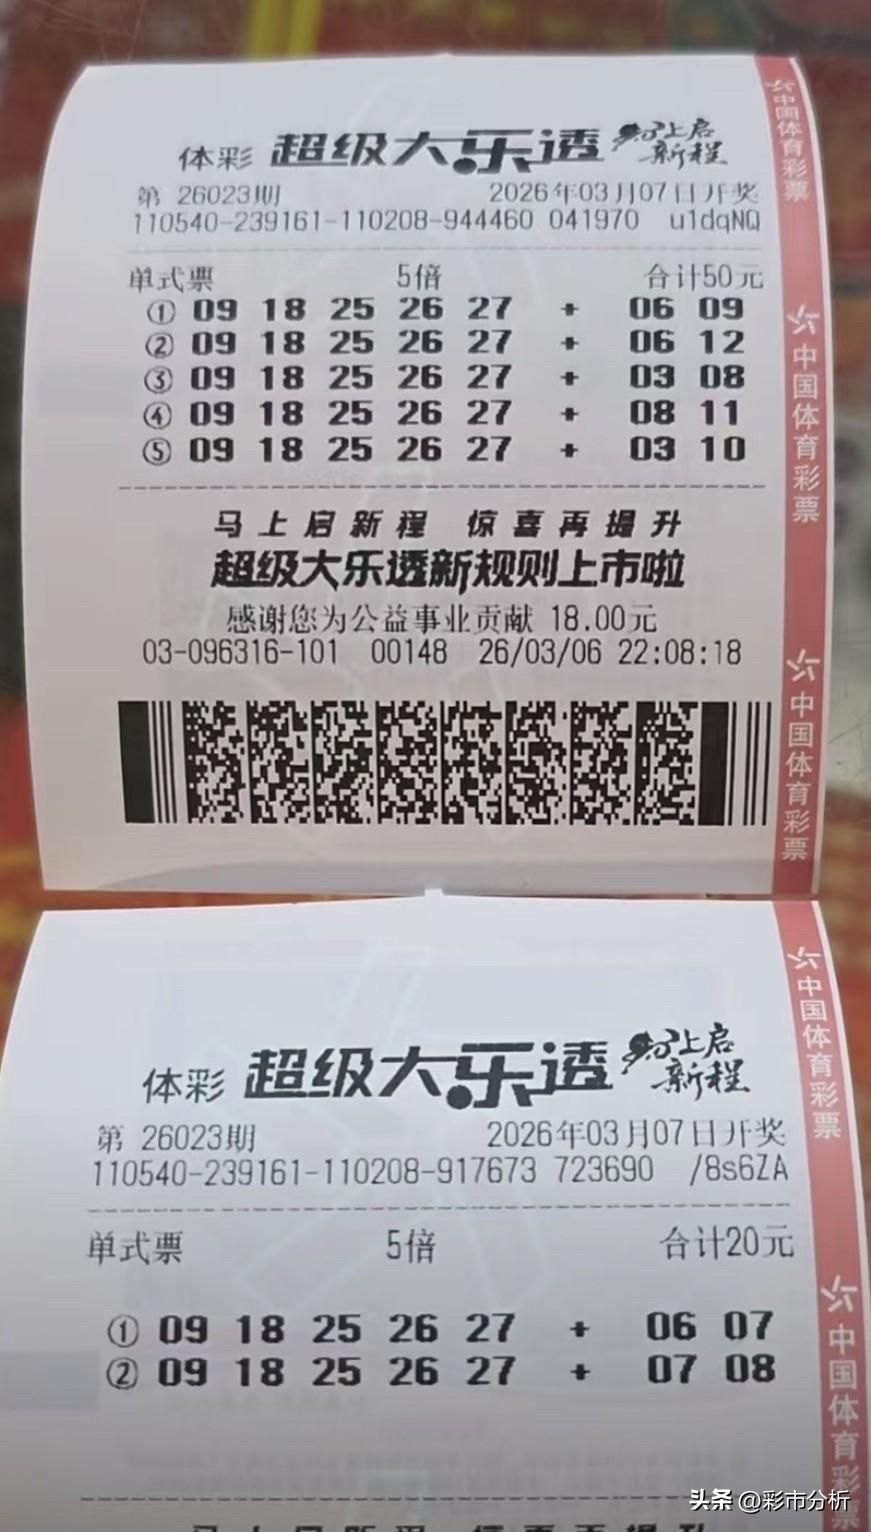 体彩 超级大乐透 马上启新程
第 26023期 2026年03月07日开奖
110540-239161-110208-944460 041970 u1dqNQ
单式票 5倍 合计50元
① 09 18 25 26 27 + 06 09
② 09 18 25 26 27 + 06 12
③ 09 18 25 26 27 + 03 08
④ 09 18 25 26 27 + 08 11
⑤ 09 18 25 26 27 + 03 10
马上启新程 惊喜再提升
超级大乐透新规则上市啦
感谢您为公益事业贡献 18.00元
03-096316-101 00148 26/03/06 22:08:18
中国体育彩票
中国体育彩票
中国体育彩票
体彩 超级大乐透 马上启新程
第 26023期 2026年03月07日开奖
110540-239161-110208-917673 723690 /8s6ZA
单式票 5倍 合计20元
① 09 18 25 26 27 + 06 07
② 09 18 25 26 27 + 07 08
中国体育彩票
中国体育彩票
头条 @彩市分析